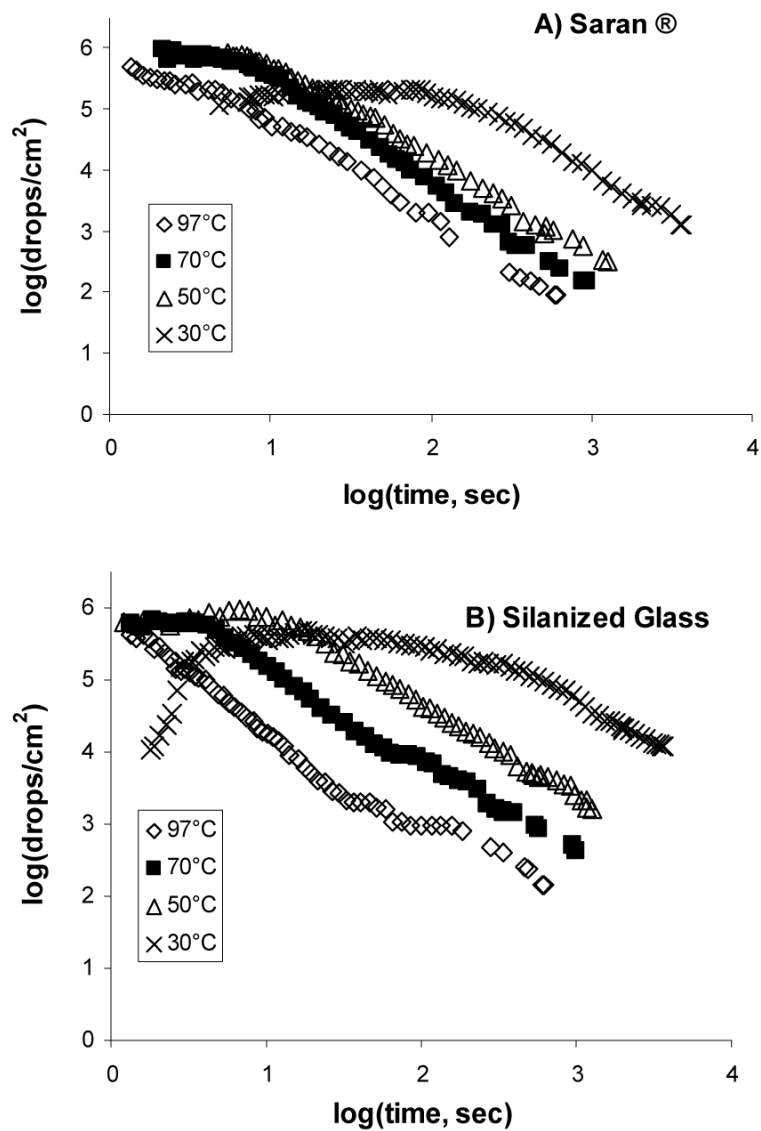 A) Saran ®
6
5
4
3
2
1
0
log(drops/cm²)
97°C
70°C
50°C
30°C
0 1 2 3 4
log(time, sec)
B) Silanized Glass
6
5
4
3
2
1
0
log(drops/cm²)
97°C
70°C
50°C
30°C
0 1 2 3 4
log(time, sec)